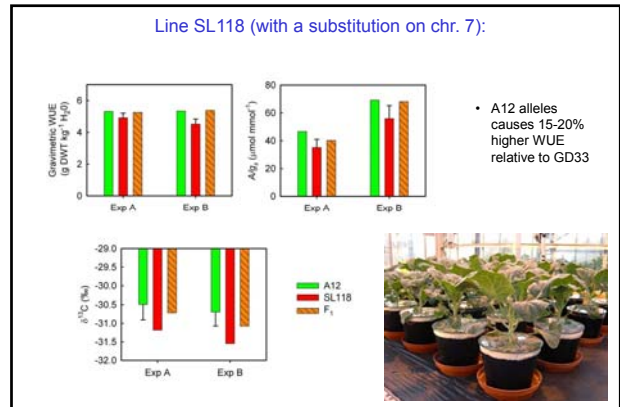 Line SL118 (with a substitution on chr. 7):
Gravimetric WUE
(g DWT kg⁻¹ H₂0)
6
4
2
0
Exp A
Exp B
A/gₛ (μmol mmol⁻¹)
80
60
40
20
0
Exp A
Exp B
• A12 alleles
causes 15-20%
higher WUE
relative to GD33
δ¹³C (‰)
-29.0
-29.5
-30.0
-30.5
-31.0
-31.5
-32.0
Exp A
Exp B
A12
SL118
F₁